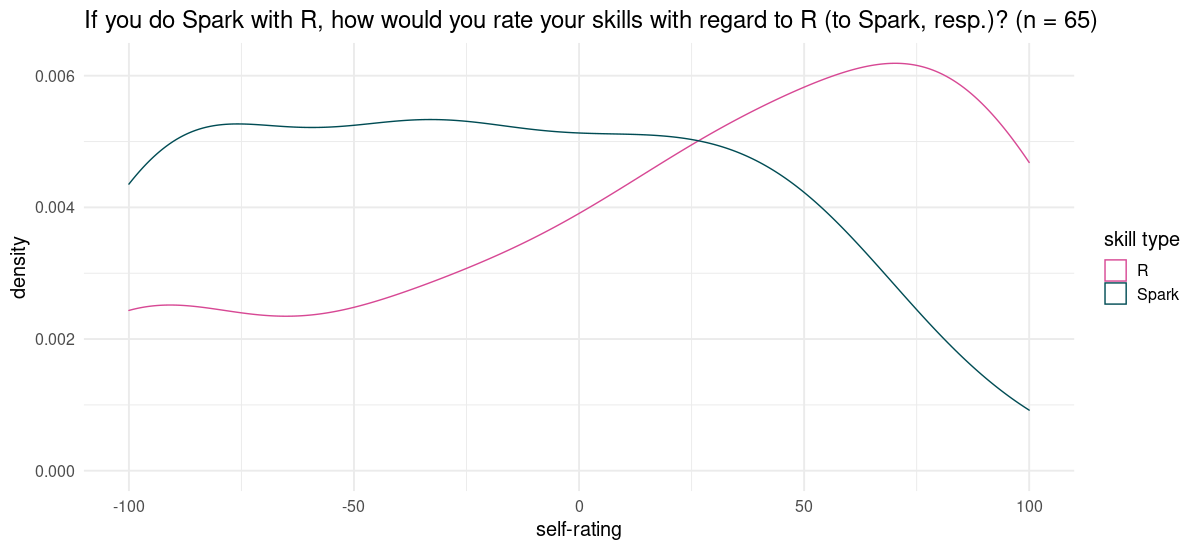 If you do Spark with R, how would you rate your skills with regard to R (to Spark, resp.)? (n = 65)
0.006
0.004
0.002
0.000
density
-100 -50 0 50 100
self-rating
skill type
R
Spark